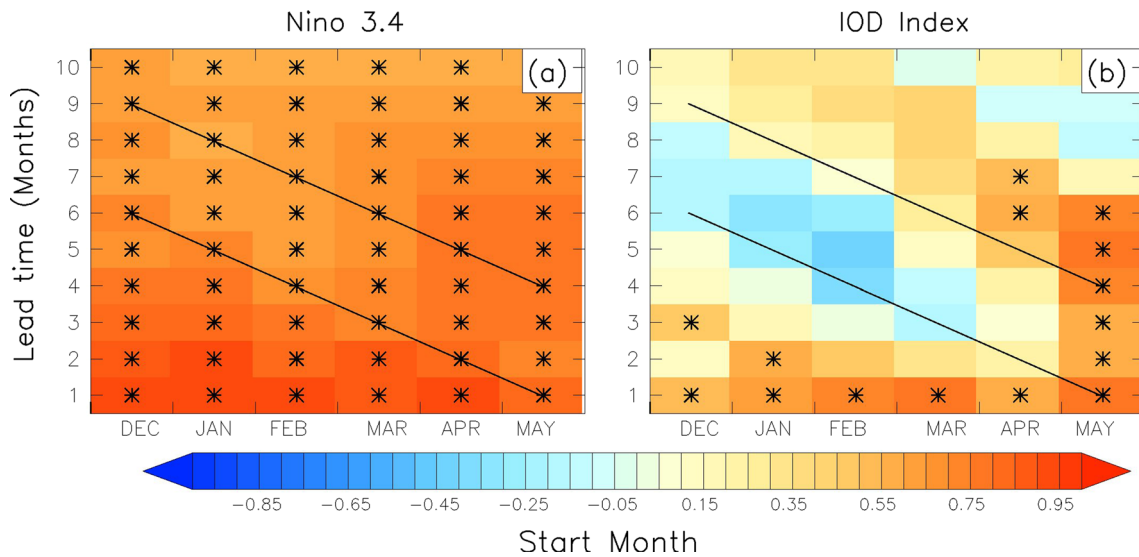 Nino 3.4
IOD Index
(a)
(b)
Lead time (Months)
10
9
8
7
6
5
4
3
2
1
10
9
8
7
6
5
4
3
2
1
DEC JAN FEB MAR APR MAY
DEC JAN FEB MAR APR MAY
-0.85 -0.65 -0.45 -0.25 -0.05 0.15 0.35 0.55 0.75 0.95
Start Month